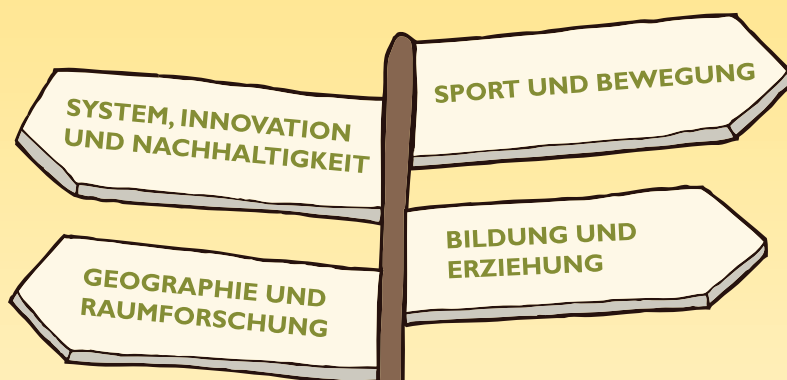 SYSTEM, INNOVATION
UND NACHHALTIGKEIT
SPORT UND BEWEGUNG
GEOGRAPHIE UND
RAUMFORSCHUNG
BILDUNG UND
ERZIEHUNG